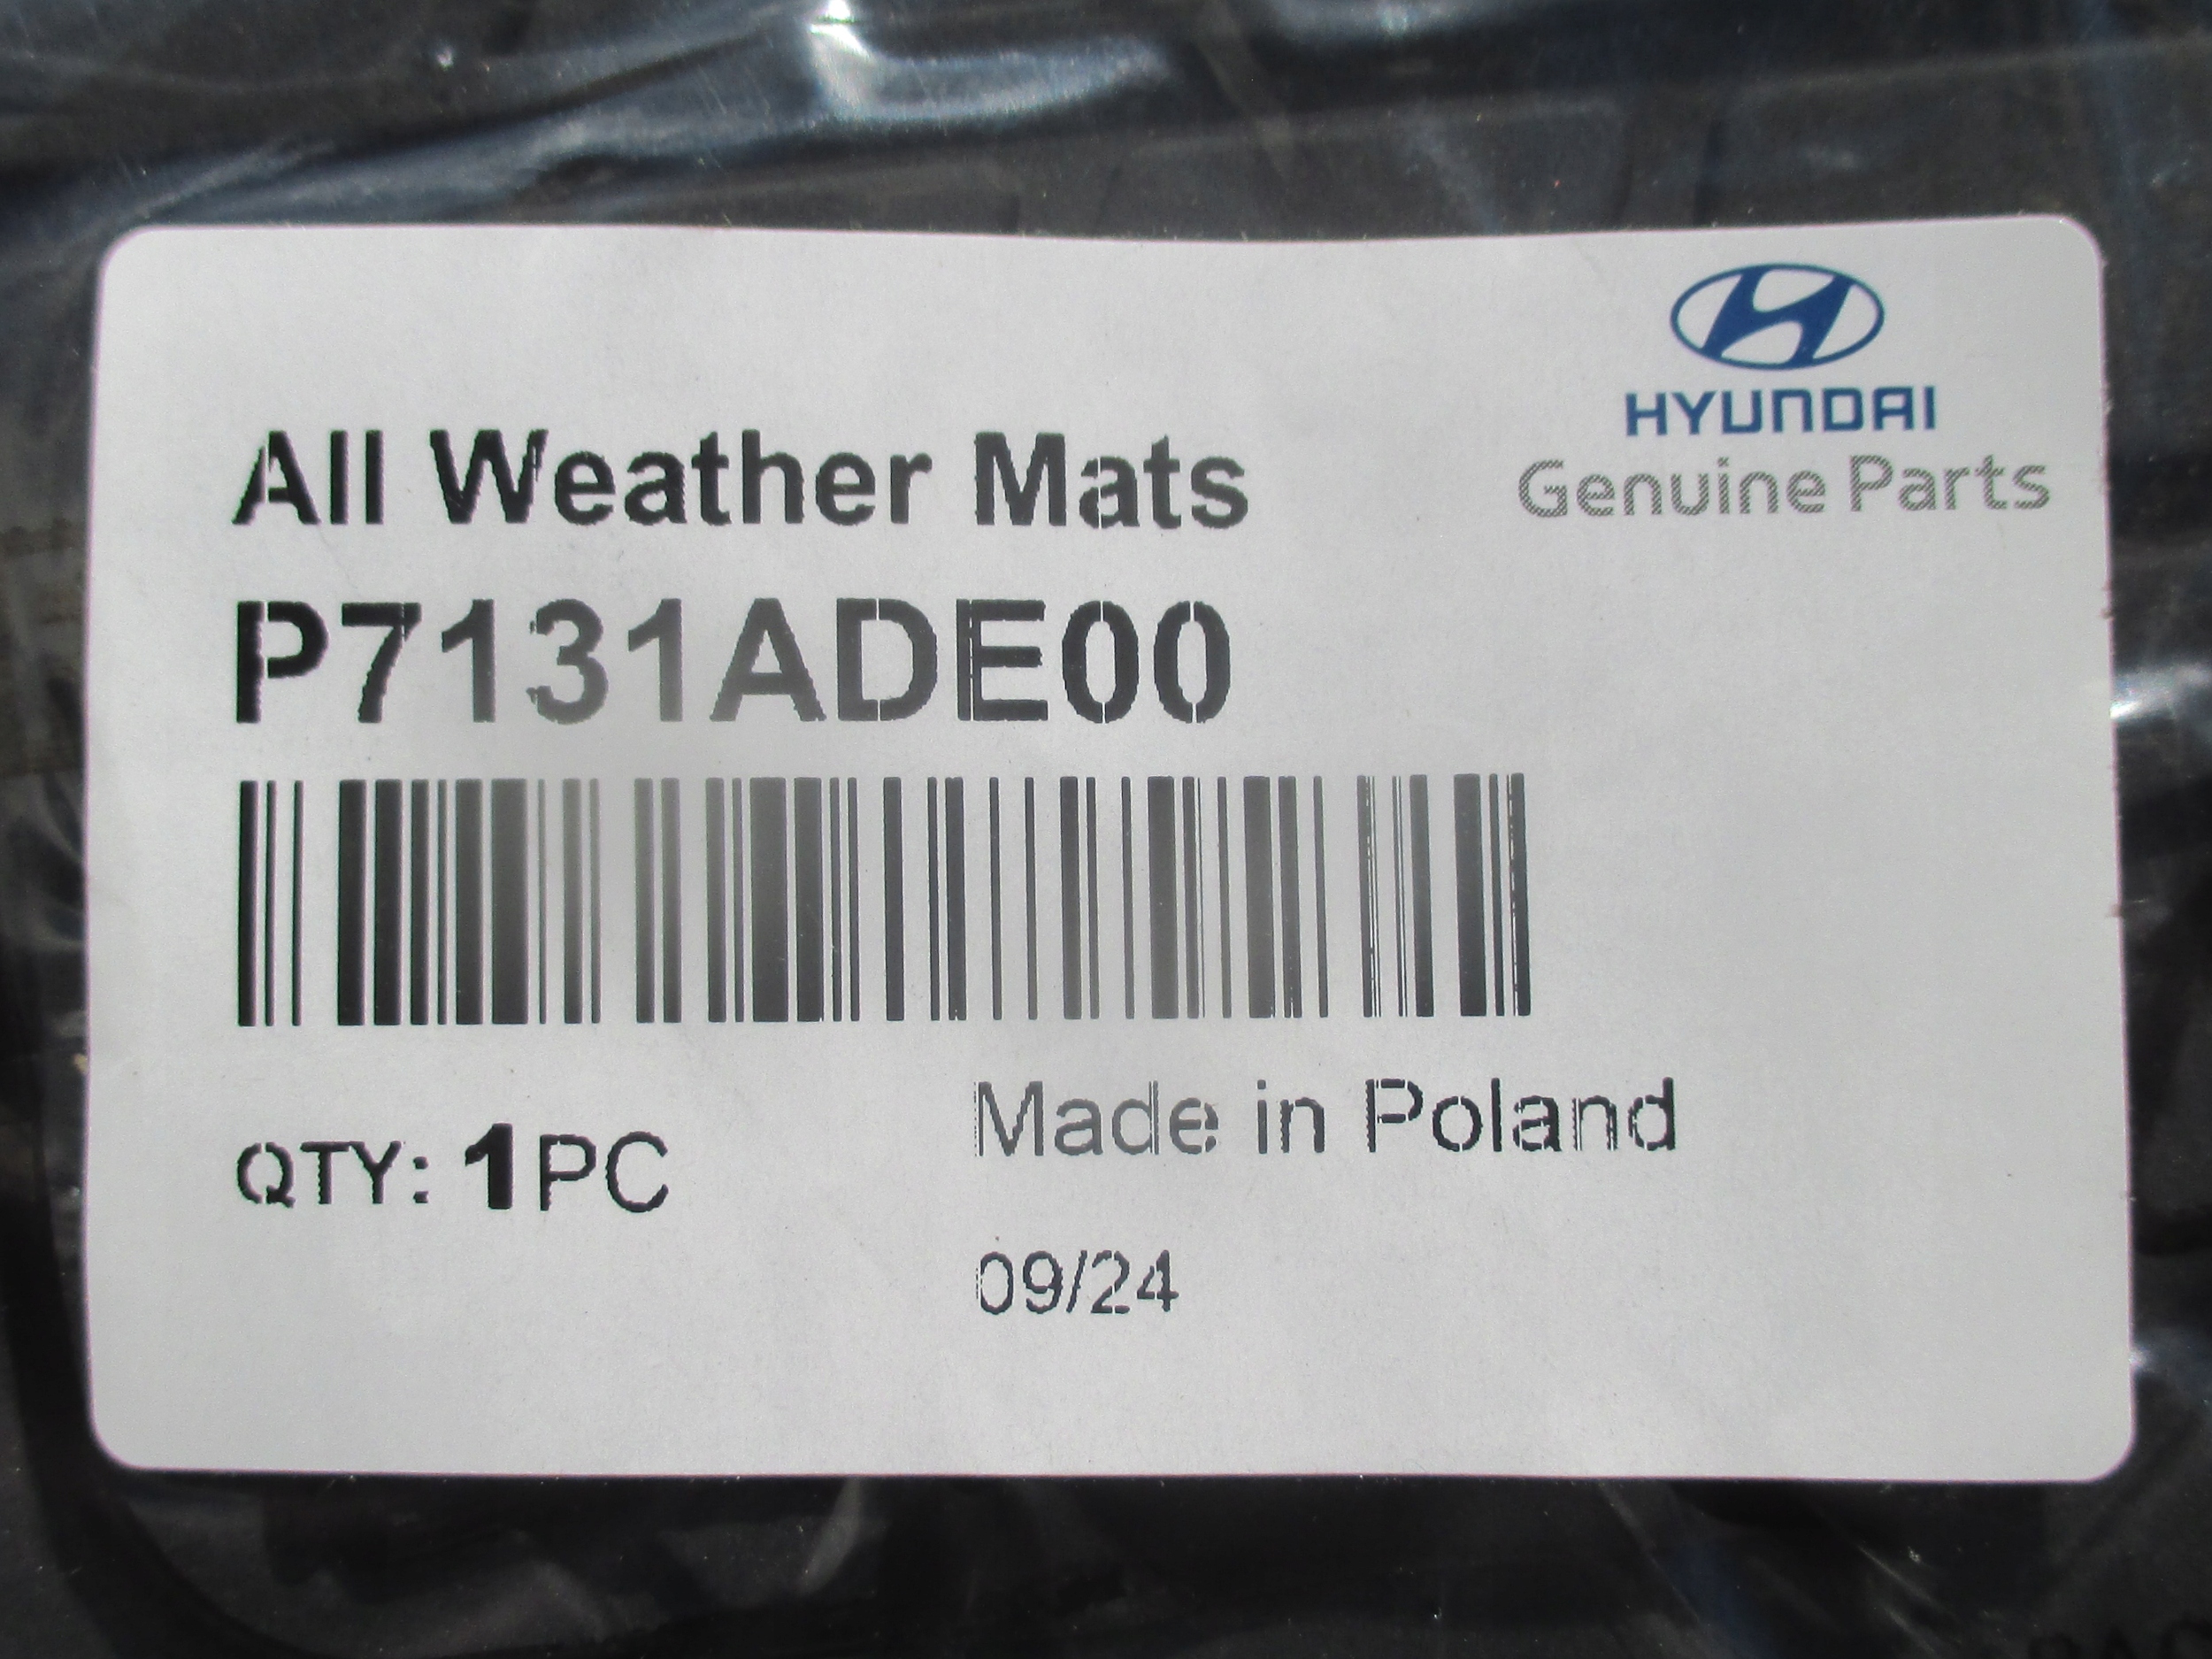 HYUNDAI
Genuine Parts
All Weather Mats
P7131ADE00
QTY: 1PC
Made in Poland
09/24